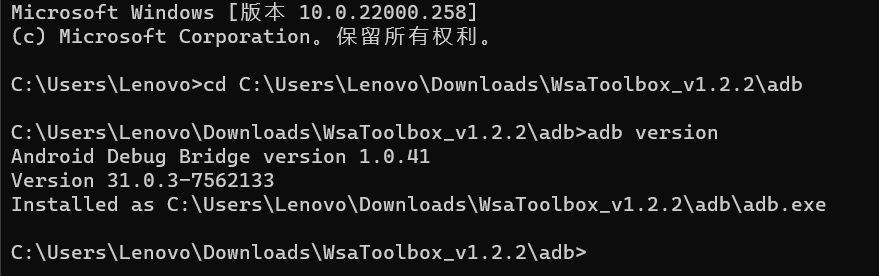 Microsoft Windows [版本 10.0.22000.258]
(c) Microsoft Corporation。保留所有权利。
C:\Users\Lenovo>cd C:\Users\Lenovo\Downloads\WsaToolbox_v1.2.2\adb
C:\Users\Lenovo\Downloads\WsaToolbox_v1.2.2\adb>adb version
Android Debug Bridge version 1.0.41
Version 31.0.3-7562133
Installed as C:\Users\Lenovo\Downloads\WsaToolbox_v1.2.2\adb\adb.exe
C:\Users\Lenovo\Downloads\WsaToolbox_v1.2.2\adb>